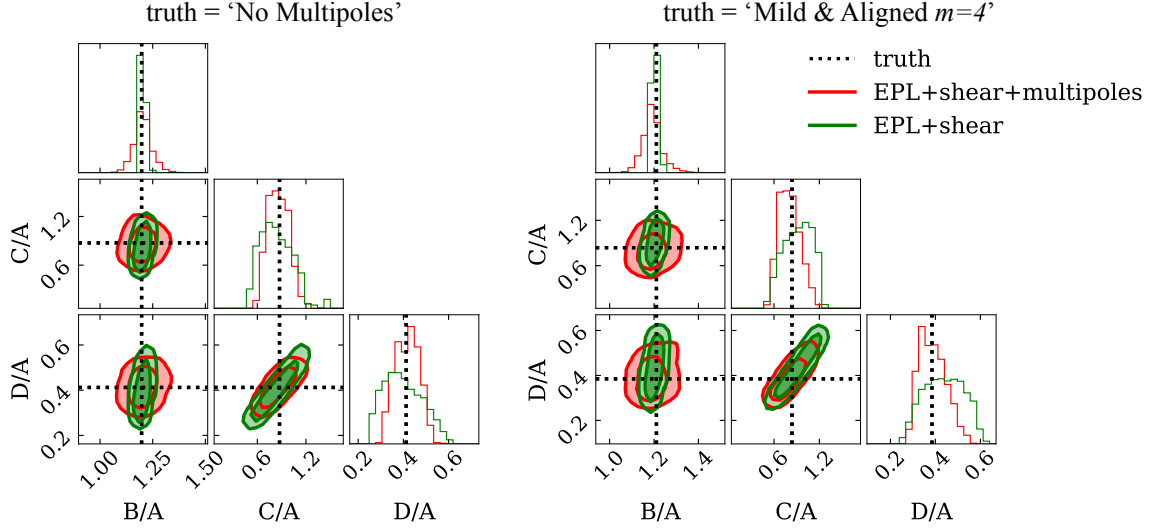 truth = ‘No Multipoles’
truth = ‘Mild & Aligned m=4’
truth
EPL+shear+multipoles
EPL+shear
C/A
1.2
0.6
D/A
0.6
0.4
0.2
1.00
1.25
1.50
B/A
0.6
1.2
C/A
0.2
0.4
0.6
D/A
C/A
1.2
0.6
D/A
0.6
0.4
0.2
1.0
1.2
1.4
B/A
0.6
1.2
C/A
0.2
0.4
0.6
D/A